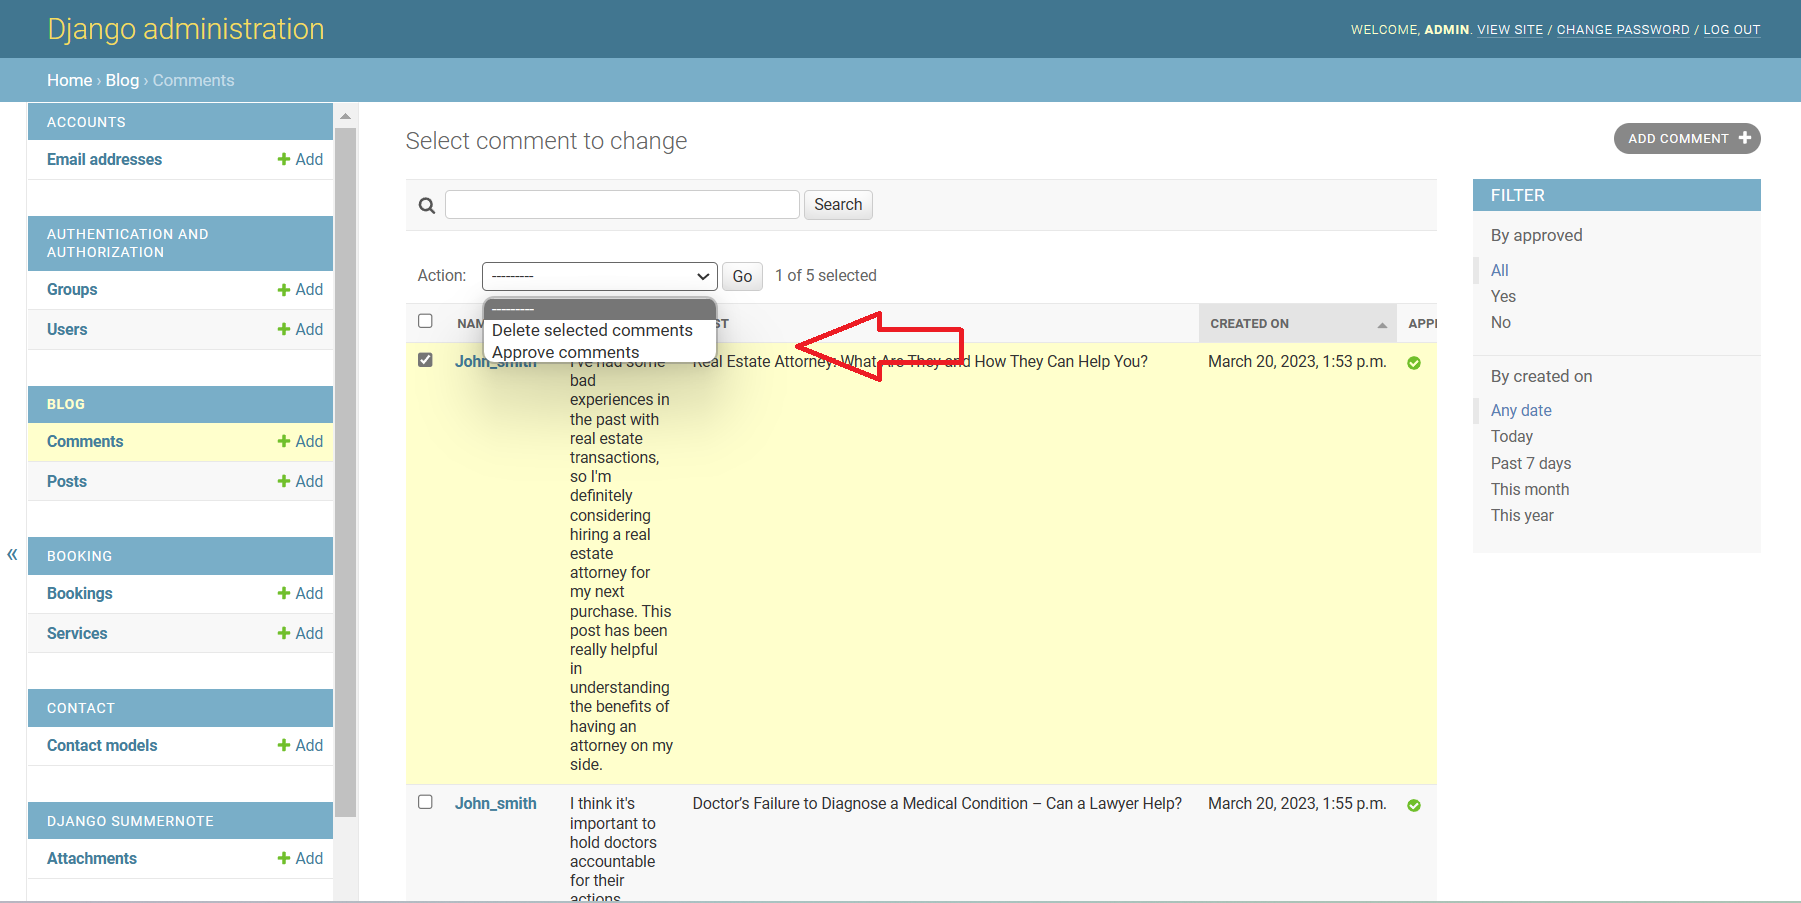 Django administration
WELCOME, ADMIN. VIEW SITE / CHANGE PASSWORD / LOG OUT
Home › Blog › Comments
ACCOUNTS
Email addresses
Add
AUTHENTICATION AND
AUTHORIZATION
Groups
Add
Users
Add
BLOG
Comments
Add
Posts
Add
«
BOOKING
Bookings
Add
Services
Add
CONTACT
Contact models
Add
DJANGO SUMMERNOTE
Attachments
Add
Select comment to change
ADD COMMENT
Search
Action:
---------
Go
1 of 5 selected
---------
Delete selected comments
Approve comments
CREATED ON
John_smith
I've had some
bad
experiences in
the past with
real estate
transactions,
so I'm
definitely
considering
hiring a real
estate
attorney for
my next
purchase. This
post has been
really helpful
in
understanding
the benefits of
having an
attorney on my
side.
Real Estate Attorney: What Are They and How They Can Help You?
March 20, 2023, 1:53 p.m.
John_smith
I think it's
important to
hold doctors
accountable
for their
actions
Doctor's Failure to Diagnose a Medical Condition – Can a Lawyer Help?
March 20, 2023, 1:55 p.m.
FILTER
By approved
All
Yes
No
By created on
Any date
Today
Past 7 days
This month
This year